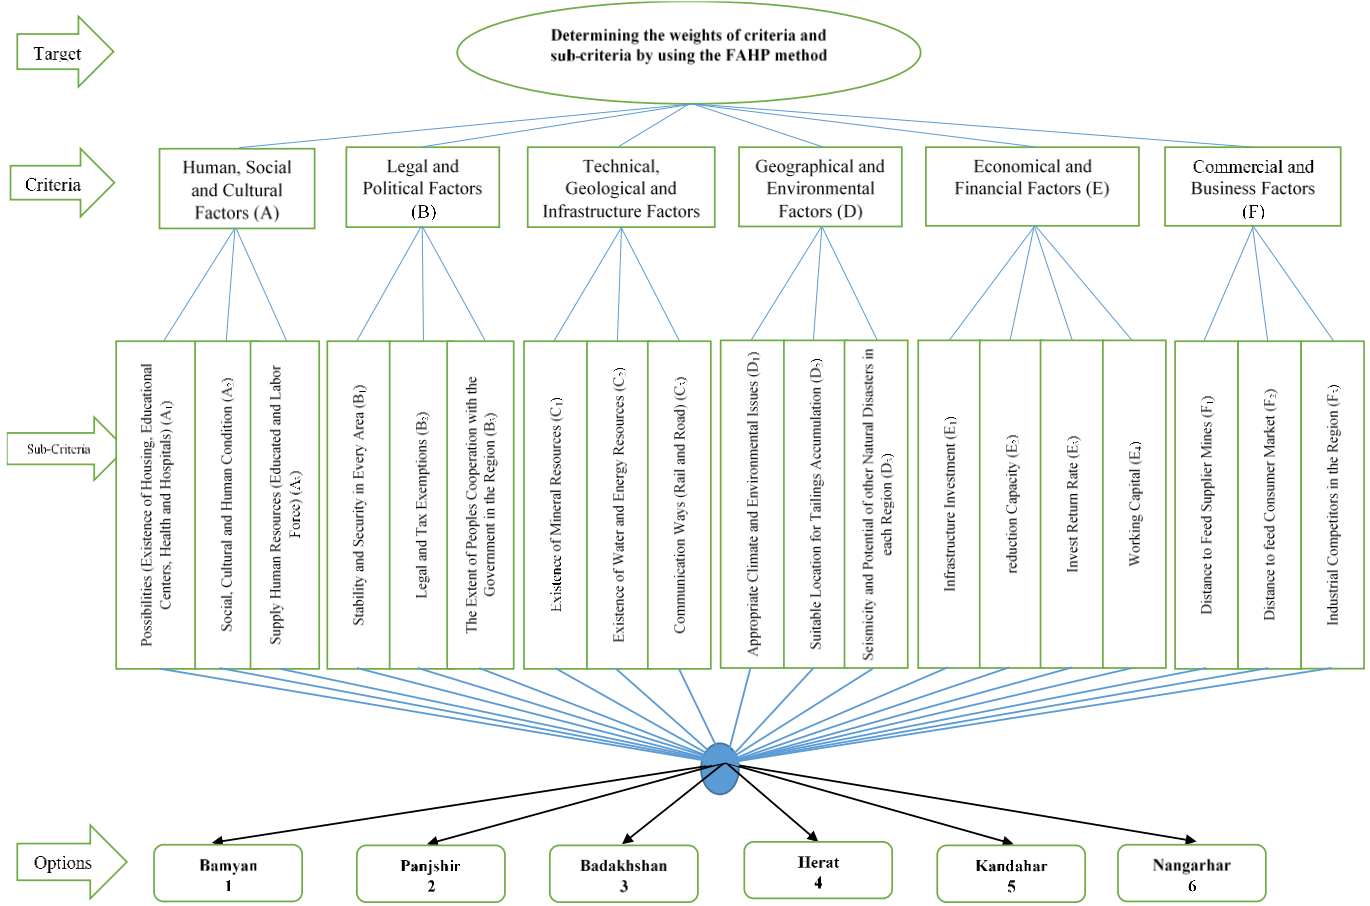 Target
Determining the weights of criteria and
sub-criteria by using the FAHP method
Criteria
Human, Social
and Cultural
Factors (A)
Legal and
Political Factors
(B)
Technical,
Geological and
Infrastructure Factors
Geographical and
Environmental
Factors (D)
Economical and
Financial Factors (E)
Commercial and
Business Factors
(F)
Sub-Criteria
Possibilities (Existence of Housing, Educational
Centers, Health and Hospitals) (A₁)
Social, Cultural and Human Condition (A₂)
Supply Human Resources (Educated and Labor
Force) (A₃)
Stability and Security in Every Area (B₁)
Legal and Tax Exemptions (B₂)
The Extent of Peoples Cooperation with the
Government in the Region (B₃)
Existence of Mineral Resources (C₁)
Existence of Water and Energy Resources (C₂)
Communication Ways (Rail and Road) (C₃)
Appropriate Climate and Environmental Issues (D₁)
Suitable Location for Tailings Accumulation (D₂)
Seismicity and Potential of other Natural Disasters in
each Region (D₃)
Infrastructure Investment (E₁)
reduction Capacity (E₂)
Invest Return Rate (E₃)
Working Capital (E₄)
Distance to Feed Supplier Mines (F₁)
Distance to feed Consumer Market (F₂)
Industrial Competitors in the Region (F₃)
Options
Bamyan
1
Panjshir
2
Badakhshan
3
Herat
4
Kandahar
5
Nangarhar
6